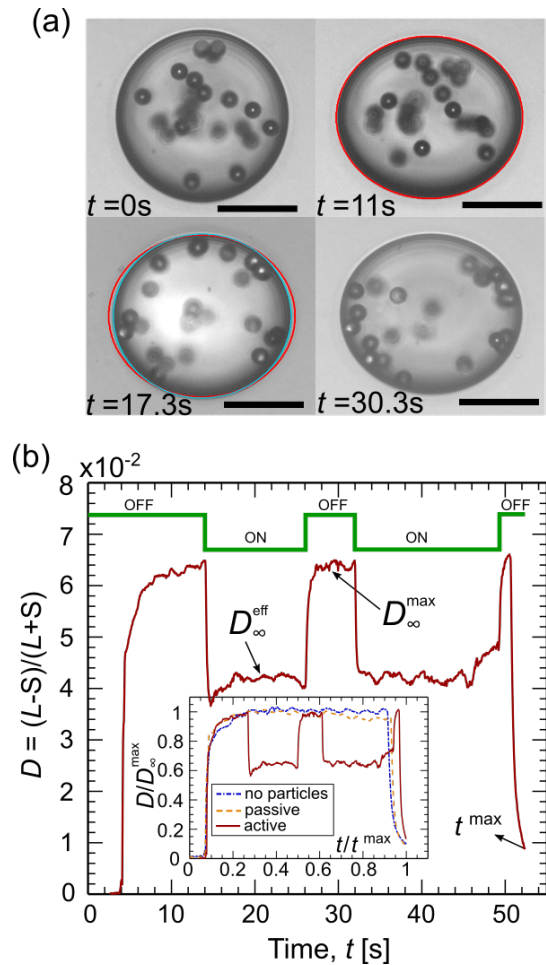 (a)
t =0s
t =11s
t =17.3s
t =30.3s
(b)
x10⁻²
8
7
6
5
4
3
2
1
0
D = (L-S)/(L+S)
OFF
ON
OFF
ON
OFF
D∞eff
D∞max
t max
1
0.8
0.6
0.4
0.2
0
D/D∞max
no particles
passive
active
t/t max
0 0.2 0.4 0.6 0.8 1
0 10 20 30 40 50
Time, t [s]